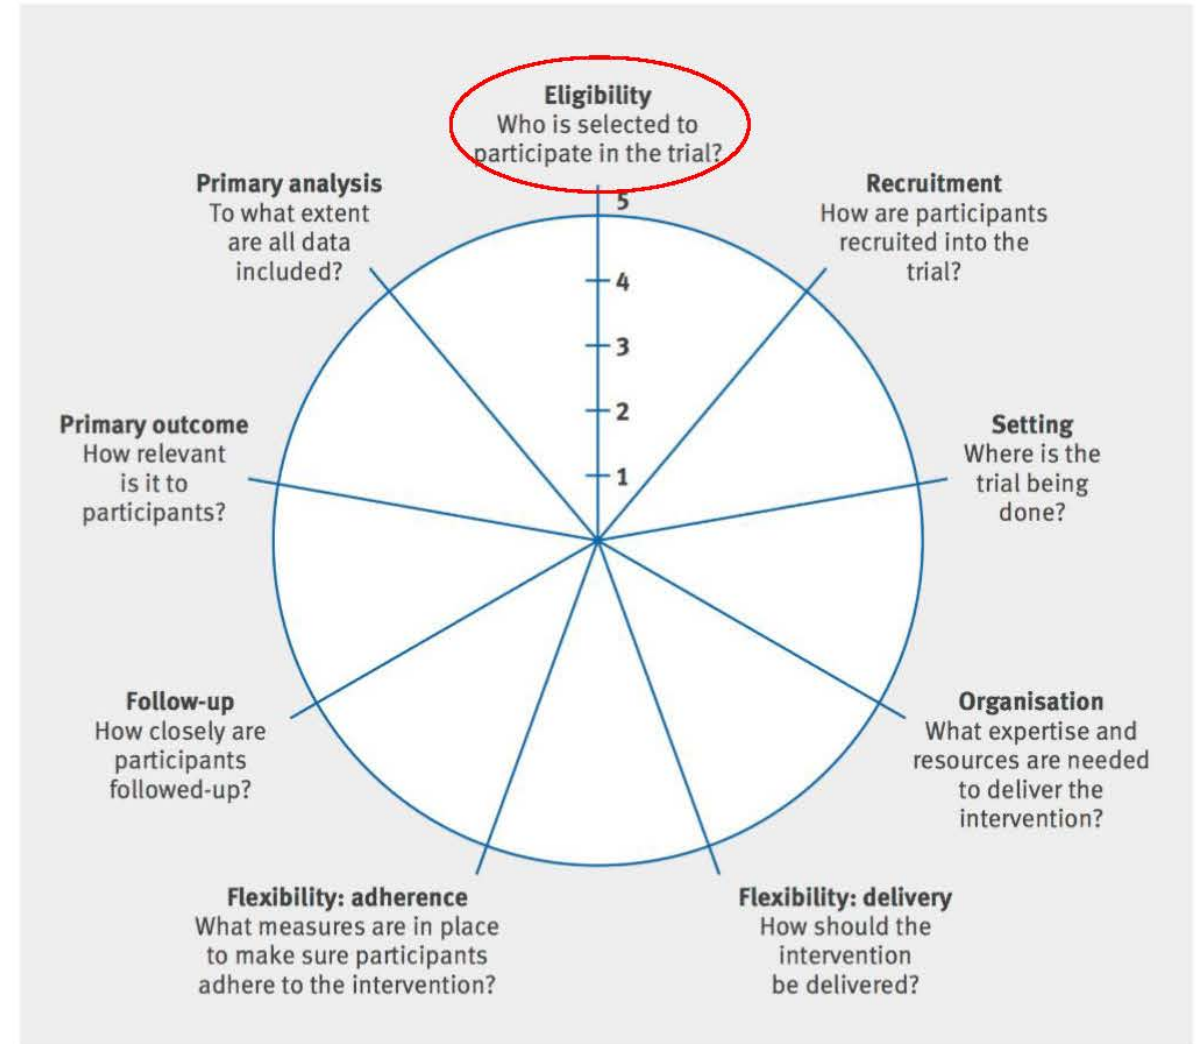 Eligibility
Who is selected to
participate in the trial?
Recruitment
How are participants
recruited into the
trial?
Setting
Where is the
trial being
done?
Organisation
What expertise and
resources are needed
to deliver the
intervention?
Flexibility: delivery
How should the
intervention
be delivered?
Flexibility: adherence
What measures are in place
to make sure participants
adhere to the intervention?
Follow-up
How closely are
participants
followed-up?
Primary outcome
How relevant
is it to
participants?
Primary analysis
To what extent
are all data
included?
5
4
3
2
1